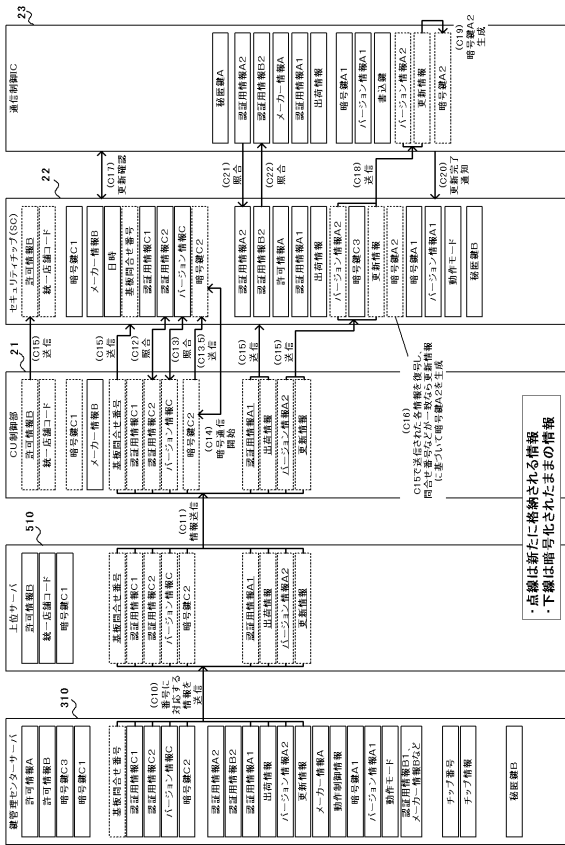 鍵管理センターサーバ
310
許可情報A
許可情報B
暗号鍵C3
暗号鍵C1
基板問合せ番号
認証用情報C1
認証用情報C2
バージョン情報C
暗号鍵C2
認証用情報A2
認証用情報B2
認証用情報A1
出荷情報
バージョン情報A2
更新情報
メーカー情報A
動作制御情報
暗号鍵A1
バージョン情報A1
動作モード
認証用情報B1、
メーカー情報Bなど
チップ番号
チップ情報
秘匿鍵B
(C10)
番号に
対応する
情報を
送信
上位サーバ
510
許可情報B
統一店舗コード
暗号鍵C1
基板問合せ番号
認証用情報C1
認証用情報C2
バージョン情報C
暗号鍵C2
認証用情報A1
出荷情報
バージョン情報A2
更新情報
(C11)
情報送信
CU制御部
21
許可情報B
統一店舗コード
暗号鍵C1
メーカー情報B
基板問合せ番号
認証用情報C1
認証用情報C2
バージョン情報C
暗号鍵C2
(C14)
暗号通信
開始
認証用情報A1
出荷情報
バージョン情報A2
更新情報
(C15)
送信
(C15)
送信
(C12)
照合
(C13)
照合
(C13.5)
送信
(C15)
送信
(C15)
送信
(C16)
C15で送信された各情報を復号し、
問合せ番号などが一致なら更新情報
に基づいて暗号鍵A2を生成
セキュリティチップ(SC)
22
許可情報B
統一店舗コード
暗号鍵C1
メーカー情報B
日時
基板問合せ番号
認証用情報C1
認証用情報C2
バージョン情報C
暗号鍵C2
認証用情報A2
認証用情報B2
許可情報A
認証用情報A1
出荷情報
バージョン情報A2
暗号鍵C3
更新情報
暗号鍵A2
暗号鍵A1
バージョン情報A1
動作モード
秘匿鍵B
(C17)
更新確認
(C21)
照合
(C22)
照合
(C18)
送信
(C20)
更新完了
通知
通信制御IC
23
秘匿鍵A
認証用情報A2
認証用情報B2
メーカー情報A
認証用情報A1
出荷情報
暗号鍵A1
バージョン情報A1
書込鍵
バージョン情報A2
更新情報
暗号鍵A2
(C19)
暗号鍵A2
生成
・点線は新たに格納される情報
・下線は暗号化されたままの情報